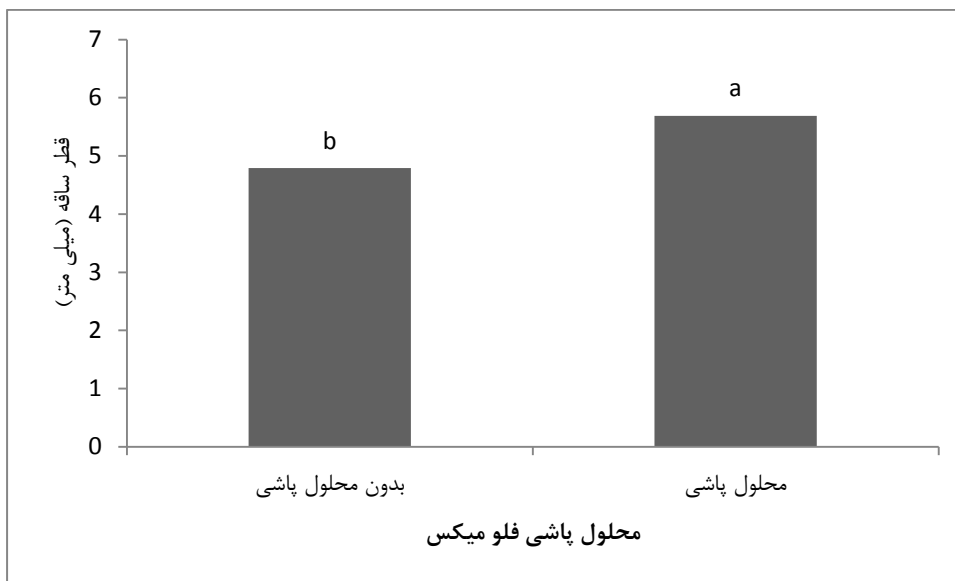 7
6
5
4
3
2
1
0
قطر ساقه (میلی متر)
b
a
بدون محلول پاشی
محلول پاشی
محلول پاشی فلو میکس